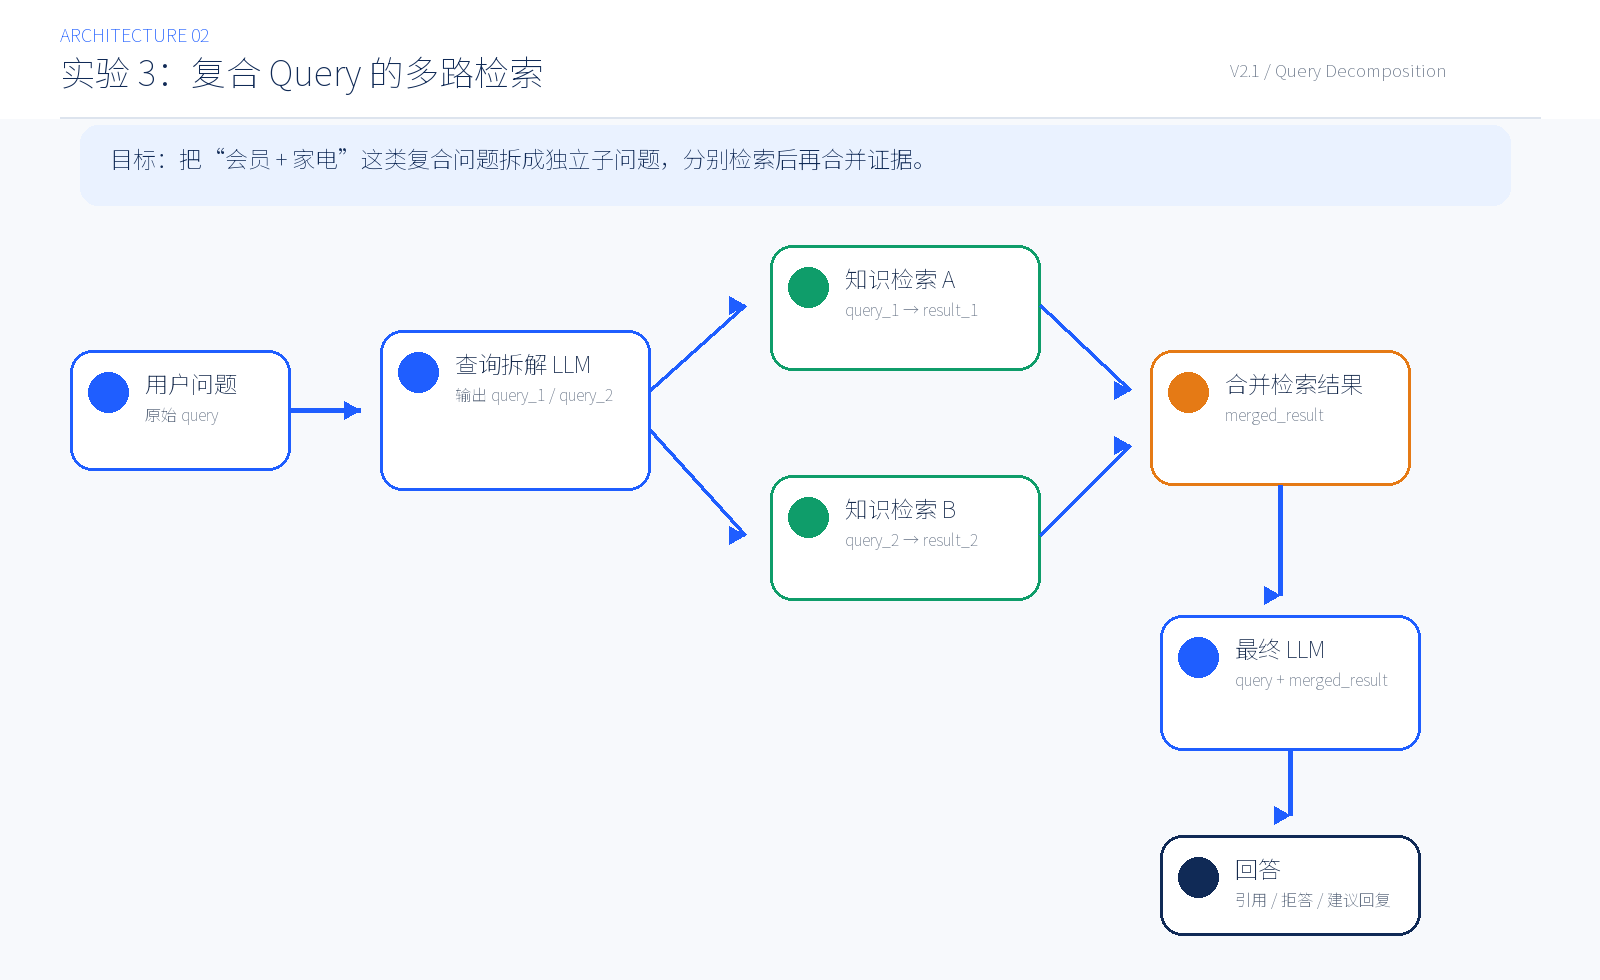 ARCHITECTURE 02
实验 3：复合 Query 的多路检索
V2.1 / Query Decomposition
目标：把“会员 + 家电”这类复合问题拆成独立子问题，分别检索后再合并证据。
用户问题
原始 query
查询拆解 LLM
输出 query_1 / query_2
知识检索 A
query_1 → result_1
知识检索 B
query_2 → result_2
合并检索结果
merged_result
最终 LLM
query + merged_result
回答
引用 / 拒答 / 建议回复